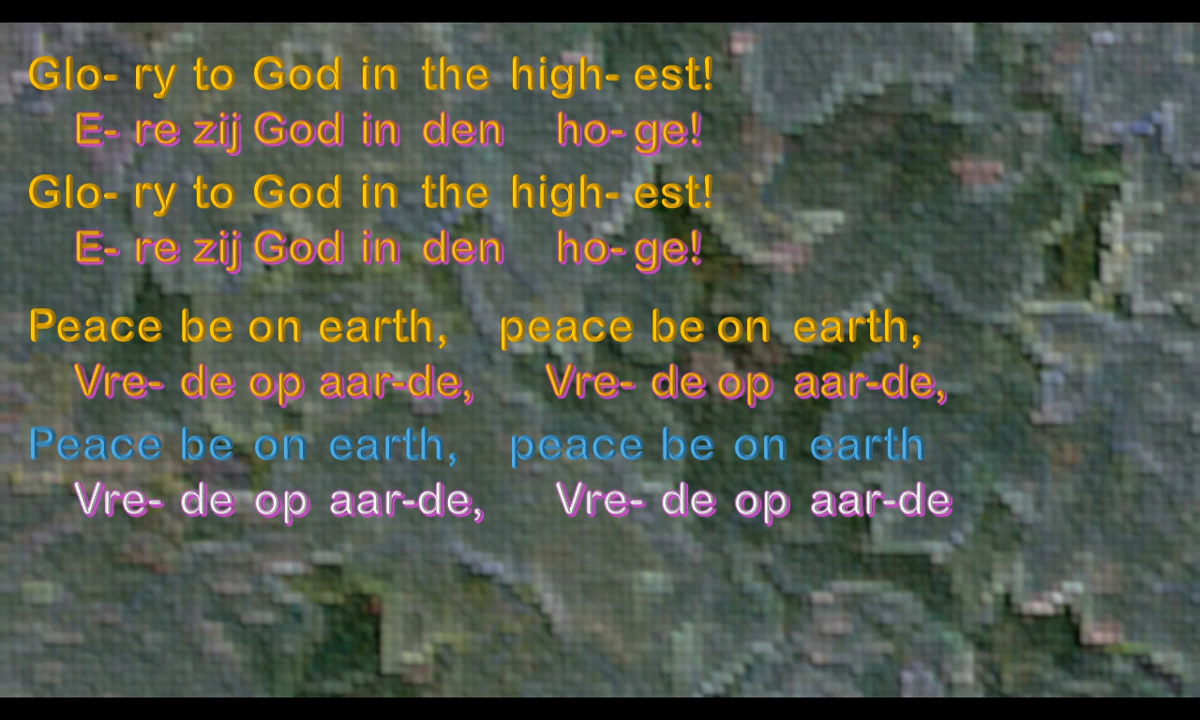 Glo- ry to God in the high- est!
E- re zij God in den ho- ge!
Glo- ry to God in the high- est!
E- re zij God in den ho- ge!
Peace be on earth, peace be on earth,
Vre- de op aar-de, Vre- de op aar-de,
Peace be on earth, peace be on earth
Vre- de op aar-de, Vre- de op aar-de